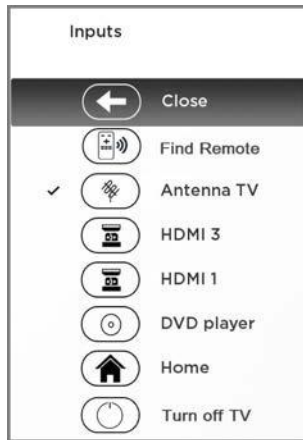 Inputs
Close
Find Remote
Antenna TV
HDMI 3
HDMI 1
DVD player
Home
Turn off TV